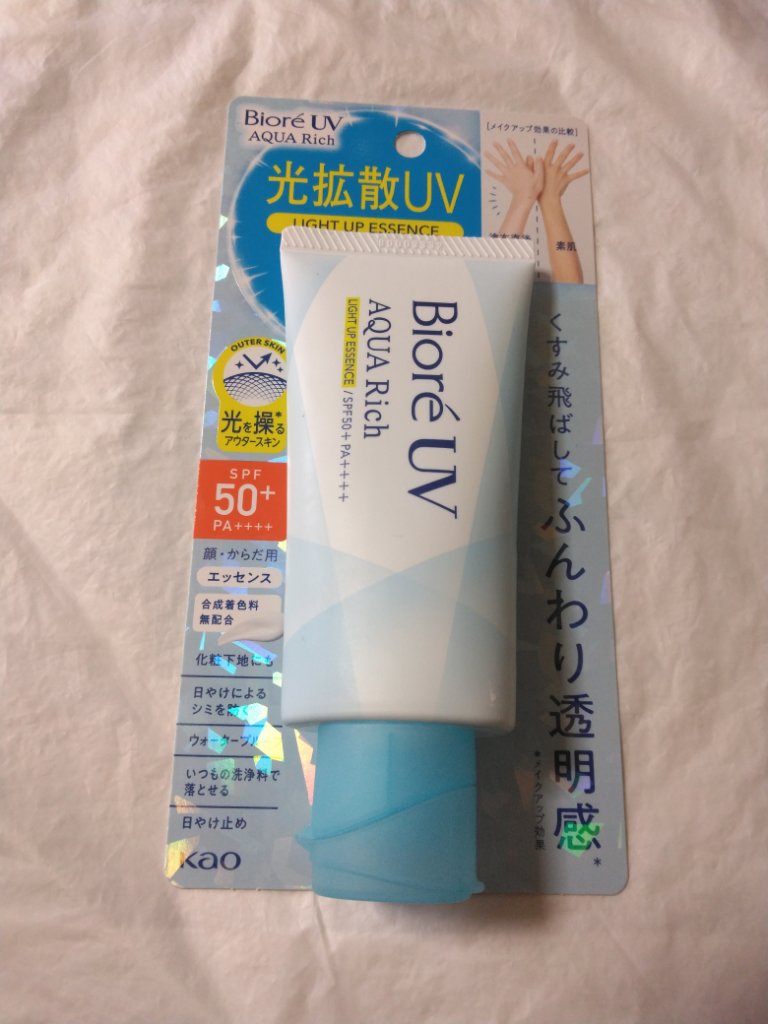 Bioré UV
AQUA Rich
光拡散UV
LIGHT UP ESSENCE
[メイクアップ効果の比較]
素肌
OUTER SKIN
光を操る*
アウタースキン
SPF
50+
PA++++
顔・からだ用
エッセンス
合成着色料
無配合
化粧下地にも
日やけによる
シミを防ぐ
ウォータープルーフ
いつもの洗浄料で
落とせる
日やけ止め
Kao
Bioré UV
AQUA Rich
LIGHT UP ESSENCE /SPF50+PA++++
くすみ飛ばして
ふんわり透明感*
*メイクアップ効果